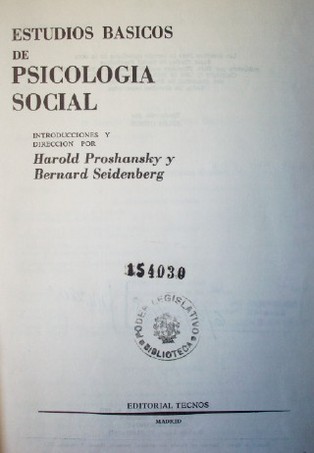 ESTUDIOS BASICOS
DE
PSICOLOGIA
SOCIAL
INTRODUCCIONES Y
DIRECCION POR
Harold Proshansky y
Bernard Seidenberg
154030
PODER LEGISLATIVO
BIBLIOTECA
EDITORIAL TECNOS
MADRID